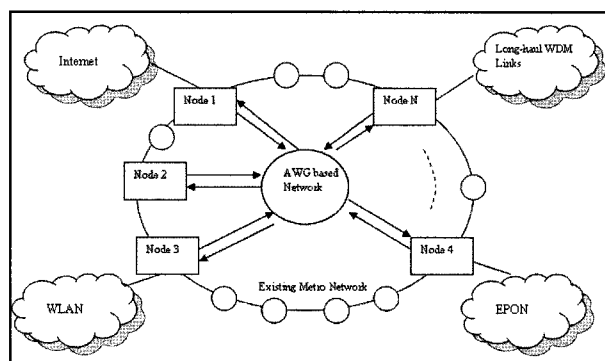 Internet
Long-haul WDM
Links
Node 1
Node N
AWG based
Network
Node 2
Node 3
Node 4
Existing Metro Network
WLAN
EPON